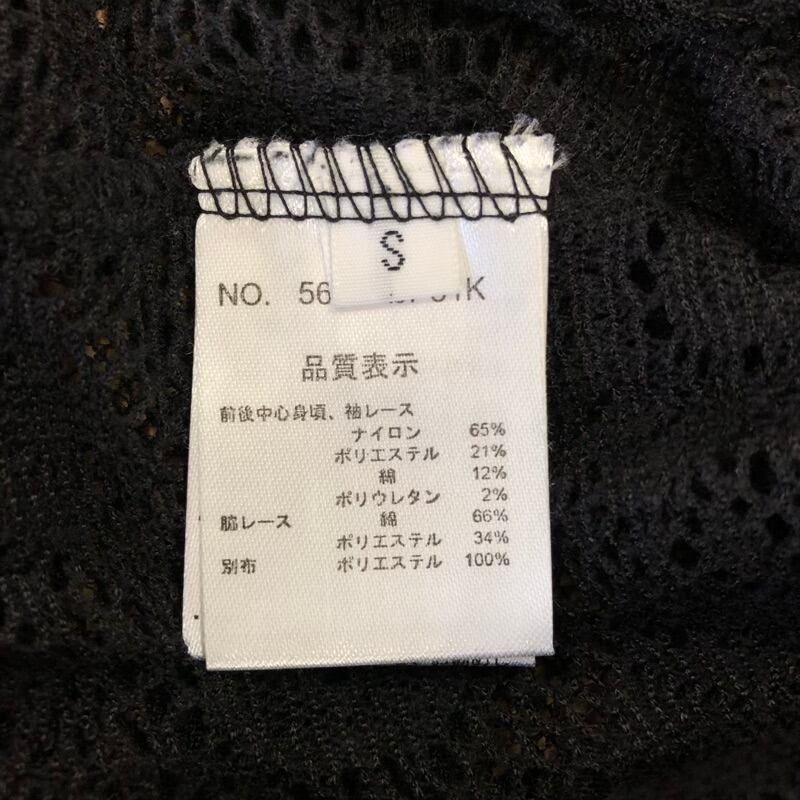 S
NO. 56 51K
品質表示
前後中心身頃、袖レース
ナイロン 65%
ポリエステル 21%
綿 12%
ポリウレタン 2%
脇レース 綿 66%
ポリエステル 34%
別布 ポリエステル 100%